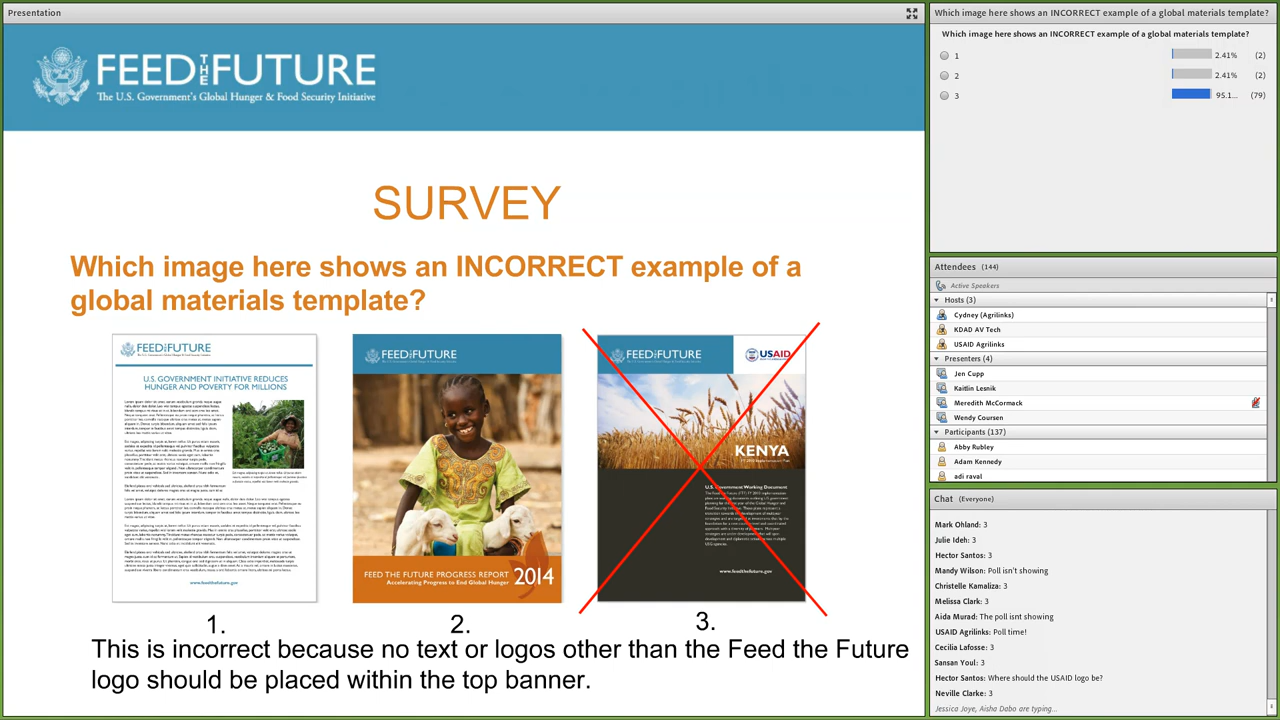 Presentation
FEED THE FUTURE
The U.S. Government's Global Hunger & Food Security Initiative
SURVEY
Which image here shows an INCORRECT example of a
global materials template?
FEED THE FUTURE
U.S. GOVERNMENT INITIATIVE REDUCES
HUNGER AND POVERTY FOR MILLIONS
www.feedthefuture.gov
1.
FEED THE FUTURE
FEED THE FUTURE PROGRESS REPORT
Accelerating Progress to End Global Hunger
2014
2.
FEED THE FUTURE
USAID
KENYA
U.S. Government Working Document
www.feedthefuture.gov
3.
This is incorrect because no text or logos other than the Feed the Future
logo should be placed within the top banner.
Which image here shows an INCORRECT example of a global materials template?
Which image here shows an INCORRECT example of a global materials template?
1 2.41% (2)
2 2.41% (2)
3 95.1... (79)
Attendees (144)
Active Speakers
Hosts (3)
Cydney (Agrilinks)
KDAD AV Tech
USAID Agrilinks
Presenters (4)
Jen Cupp
Kaitlin Lesnik
Meredith McCormack
Wendy Coursen
Participants (137)
Abby Rubley
Adam Kennedy
adi raval
Chat (Everyone)
Mark Ohland: 3
Julie Ideh: 3
Hector Santos: 3
Mandy Wilson: Poll isn't showing
Christelle Kamaliza: 3
Melissa Clark: 3
Aida Murad: The poll isnt showing
USAID Agrilinks: Poll time!
Cecilia Lafosse: 3
Sansan Youl: 3
Hector Santos: Where should the USAID logo be?
Neville Clarke: 3
Jessica Joye, Aisha Dabo are typing...